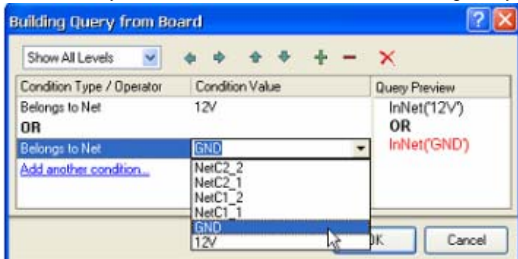 Building Query from Board
Show All Levels
Condition Type / Operator Condition Value Query Preview
Belongs to Net 12V InNet('12V')
OR OR
Belongs to Net GND InNet('GND')
Add another condition...
NetC2_2
NetC2_1
NetC1_2
NetC1_1
GND
12V
OK Cancel